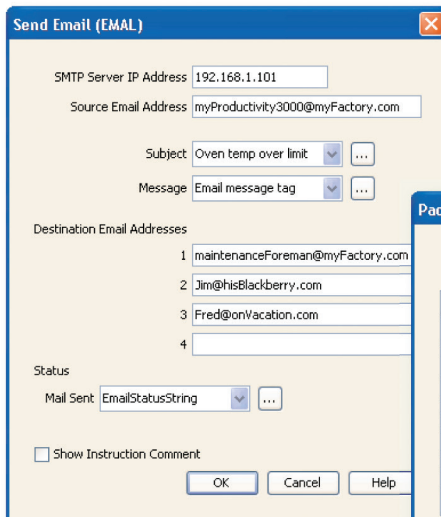 Send Email (EMAL)
SMTP Server IP Address 192.168.1.101
Source Email Address myProductivity3000@myFactory.com
Subject Oven temp over limit ...
Message Email message tag ...
Pac
Destination Email Addresses
1 maintenanceForeman@myFactory.com
2 Jim@hisBlackberry.com
3 Fred@onVacation.com
4
Status
Mail Sent EmailStatusString ...
Show Instruction Comment
OK Cancel Help